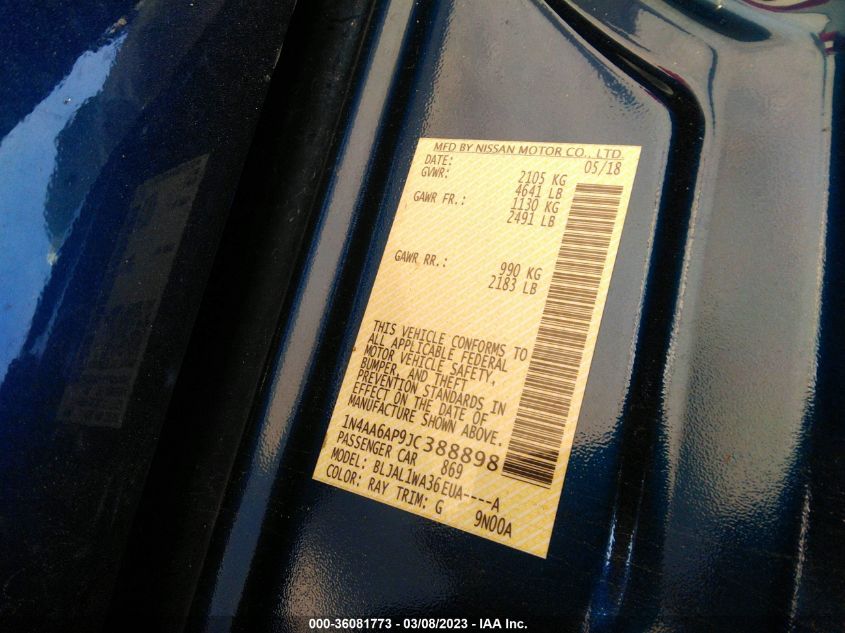 MFD BY NISSAN MOTOR CO., LTD.
DATE: 05/18
GVWR: 2105 KG
4641 LB
GAWR FR.: 1130 KG
2491 LB
GAWR RR.: 990 KG
2183 LB
THIS VEHICLE CONFORMS TO
ALL APPLICABLE FEDERAL
MOTOR VEHICLE SAFETY,
BUMPER, AND THEFT
PREVENTION STANDARDS IN
EFFECT ON THE DATE OF
MANUFACTURE SHOWN ABOVE.
1N4AA6AP9JC388898
PASSENGER CAR 869
MODEL: BLJAL1WA36EUA----A
COLOR: RAY TRIM: G 9N00A
000-36081773 - 03/08/2023 - IAA Inc.